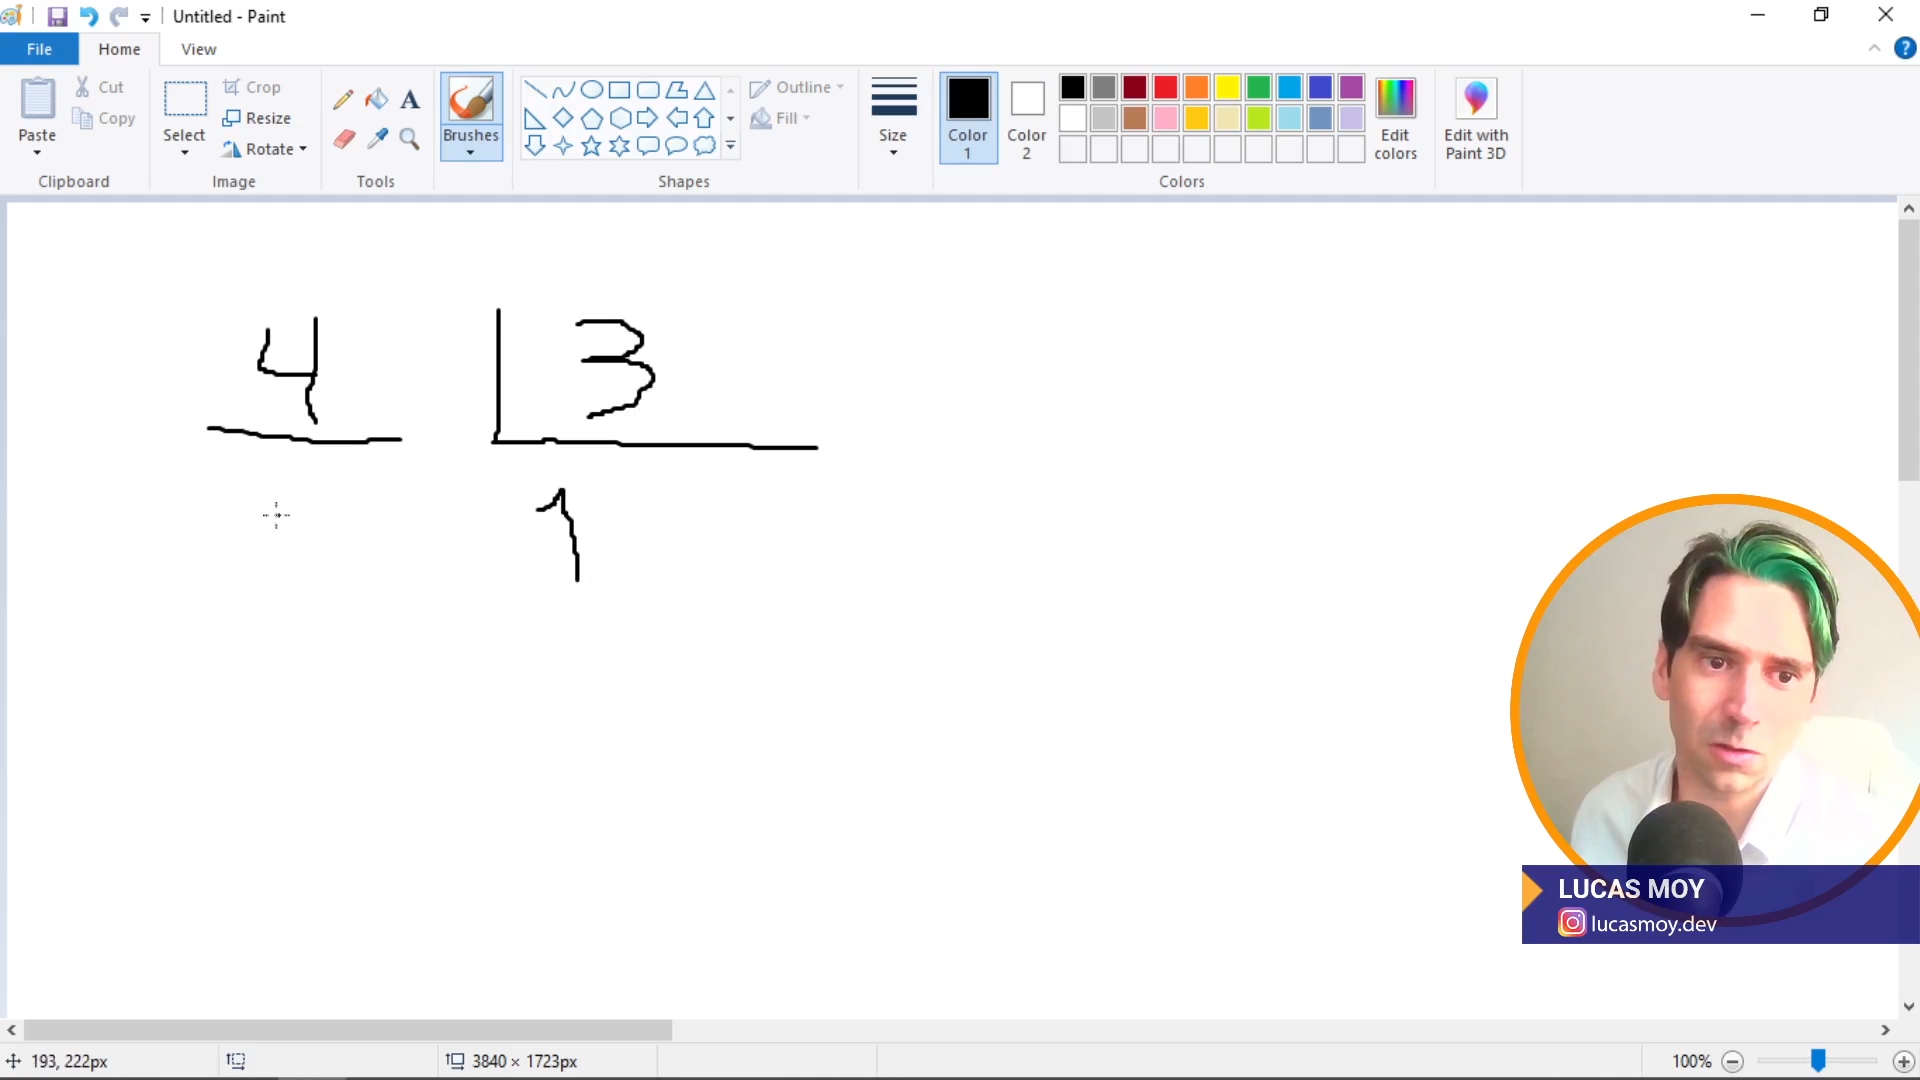 Untitled - Paint
File Home View
Paste Cut Copy Select Crop Resize Rotate A Brushes Outline Fill Size Color 1 Color 2 Edit colors Edit with Paint 3D
Clipboard Image Tools Shapes Colors
4 3
1
LUCAS MOY
lucasmoy.dev
193, 222px 3840 × 1723px 100%